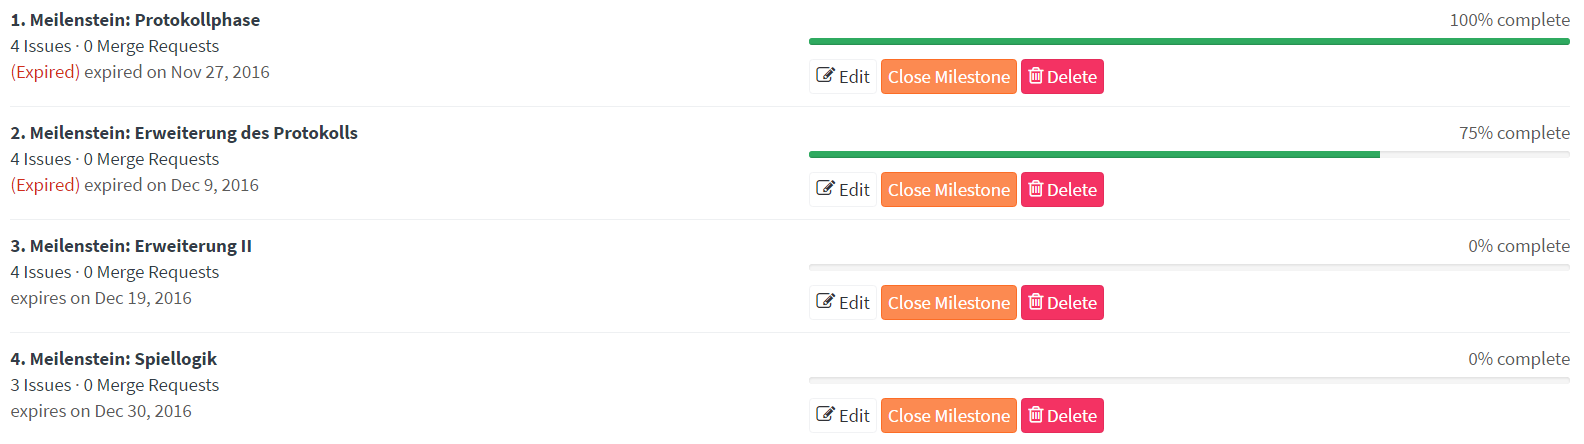 1. Meilenstein: Protokollphase
100% complete
4 Issues · 0 Merge Requests
(Expired) expired on Nov 27, 2016
Edit Close Milestone Delete
2. Meilenstein: Erweiterung des Protokolls
75% complete
4 Issues · 0 Merge Requests
(Expired) expired on Dec 9, 2016
Edit Close Milestone Delete
3. Meilenstein: Erweiterung II
0% complete
4 Issues · 0 Merge Requests
expires on Dec 19, 2016
Edit Close Milestone Delete
4. Meilenstein: Spiellogik
0% complete
3 Issues · 0 Merge Requests
expires on Dec 30, 2016
Edit Close Milestone Delete